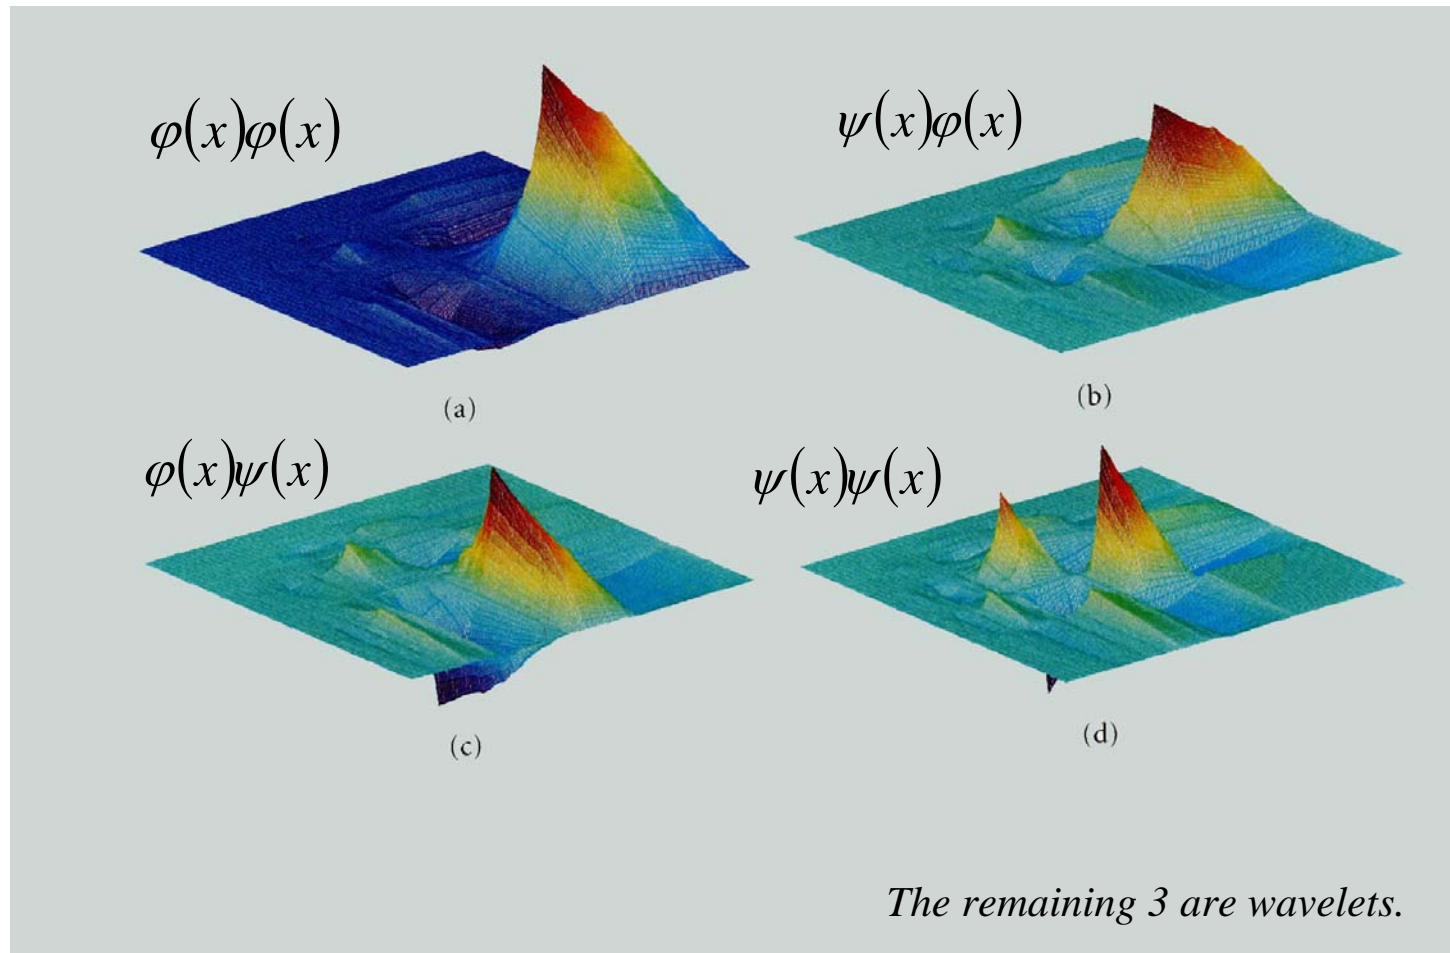 φ(x)φ(x)
ψ(x)φ(x)
(a)
(b)
φ(x)ψ(x)
ψ(x)ψ(x)
(c)
(d)
The remaining 3 are wavelets.